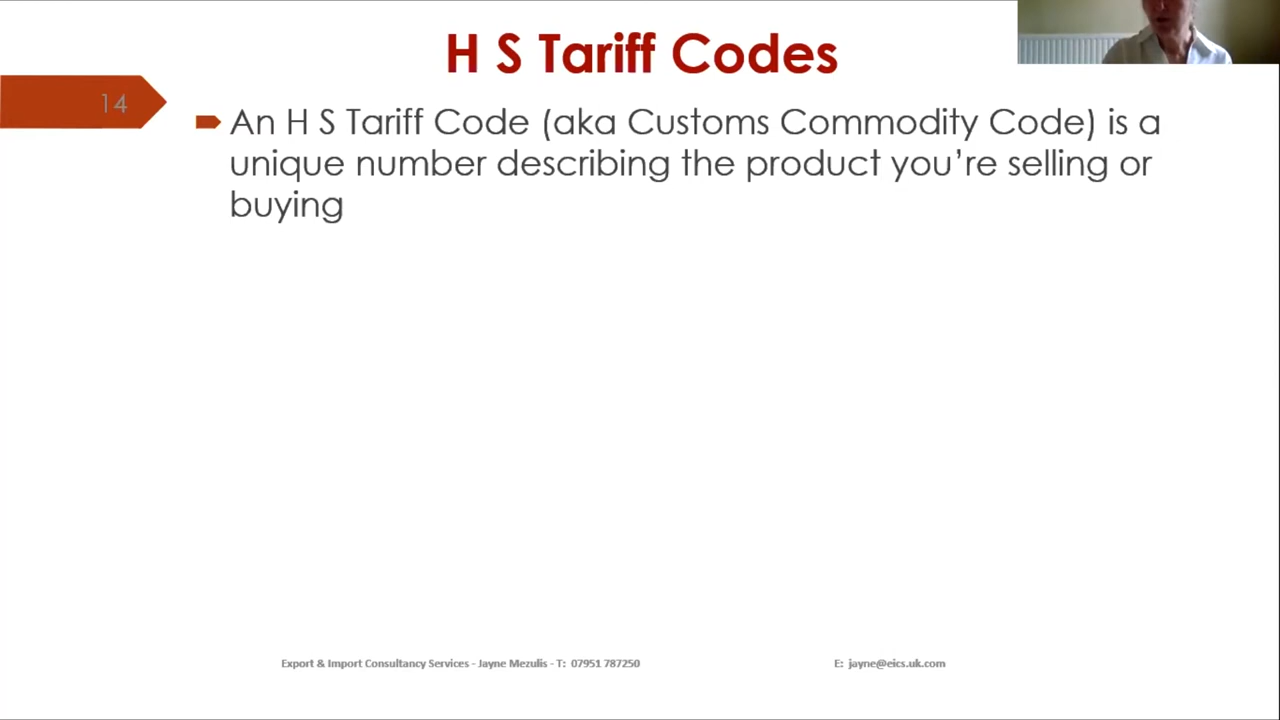 H S Tariff Codes
14
An H S Tariff Code (aka Customs Commodity Code) is a
unique number describing the product you’re selling or
buying
Export & Import Consultancy Services - Jayne Mezulis - T: 07951 787250
E: jayne@eics.uk.com